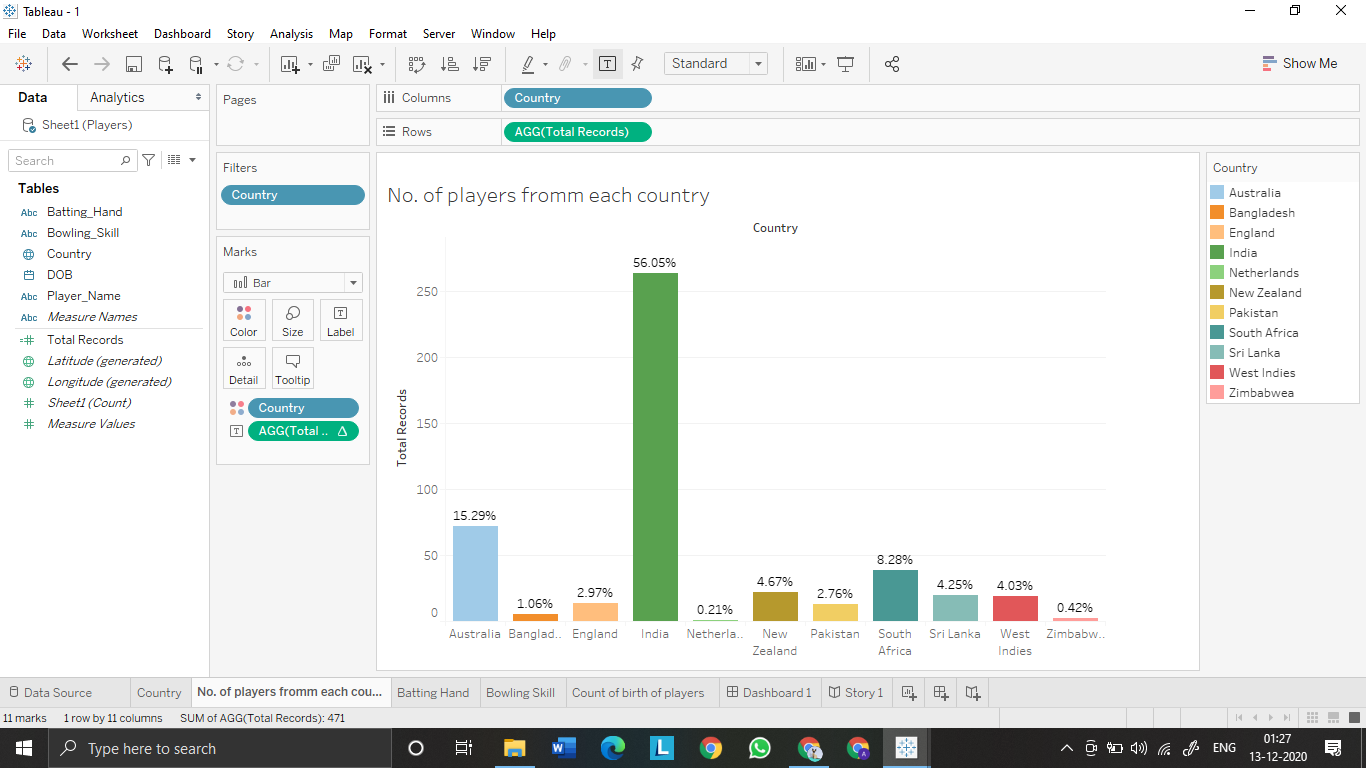 Tableau - 1
File Data Worksheet Dashboard Story Analysis Map Format Server Window Help
Standard
Show Me
Data Analytics
Sheet1 (Players)
Search
Tables
Abc Batting_Hand
Abc Bowling_Skill
Country
DOB
Abc Player_Name
Abc Measure Names
Total Records
Latitude (generated)
Longitude (generated)
Sheet1 (Count)
Measure Values
Pages
Filters
Country
Marks
Bar
Color Size Label
Detail Tooltip
Country
AGG(Total ..
Columns Country
Rows AGG(Total Records)
No. of players fromm each country
Country
Total Records
250
200
150
100
50
0
15.29% 1.06% 2.97% 56.05% 0.21% 4.67% 2.76% 8.28% 4.25% 4.03% 0.42%
Australia Banglad.. England India Netherla.. New Zealand Pakistan South Africa Sri Lanka West Indies Zimbabw..
Country
Australia
Bangladesh
England
India
Netherlands
New Zealand
Pakistan
South Africa
Sri Lanka
West Indies
Zimbabwea
Data Source Country No. of players fromm each cou... Batting Hand Bowling Skill Count of birth of players Dashboard 1 Story 1
11 marks 1 row by 11 columns SUM of AGG(Total Records): 471
Type here to search
ENG
01:27
13-12-2020